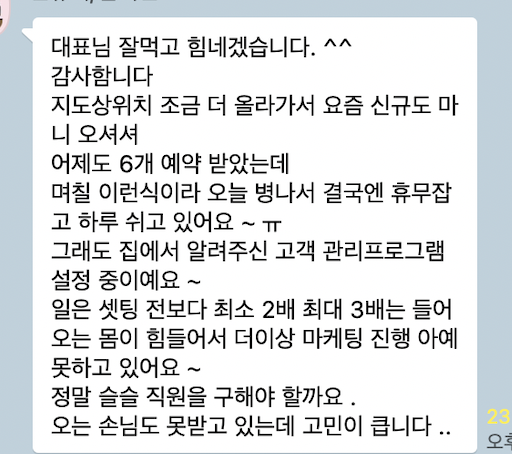 대표님 잘먹고 힘네겠습니다. ^^
감사함니다
지도상위치 조금 더 올라가서 요즘 신규도 마
니 오셔셔
어제도 6개 예약 받았는데
며칠 이런식이라 오늘 병나서 결국엔 휴무잡
고 하루 쉬고 있어요 ~ ㅠ
그래도 집에서 알려주신 고객 관리프로그램
설정 중이예요 ~
일은 셋팅 전보다 최소 2배 최대 3배는 들어
오는 몸이 힘들어서 더이상 마케팅 진행 아예
못하고 있어요 ~
정말 슬슬 직원을 구해야 할까요 .
오는 손님도 못받고 있는데 고민이 큽니다 ..
23
오후